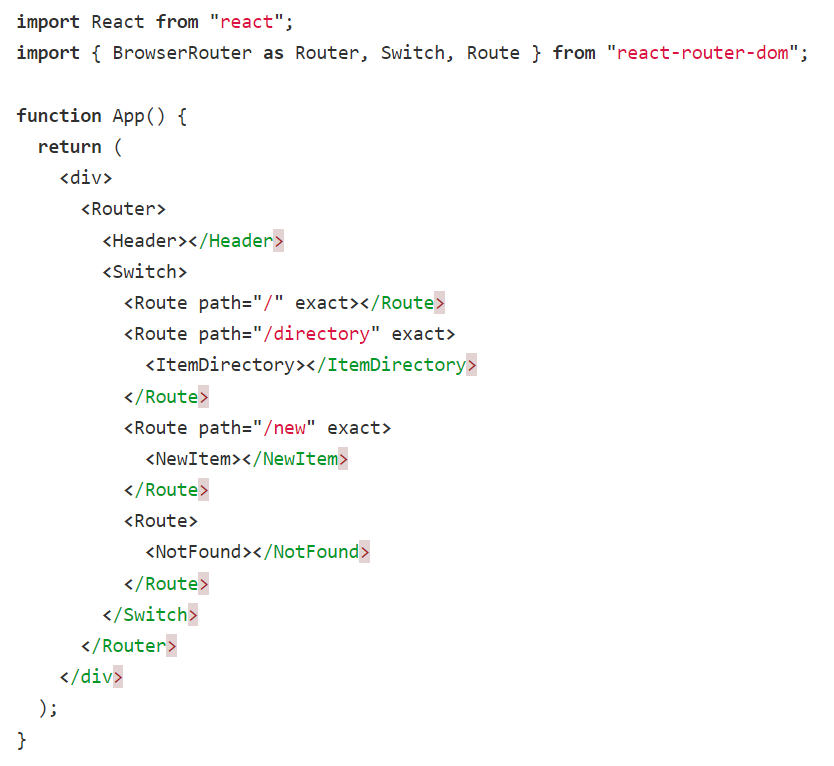 import React from "react";
import { BrowserRouter as Router, Switch, Route } from "react-router-dom";

function App() {
  return (
    <div>
      <Router>
        <Header></Header>
        <Switch>
          <Route path="/" exact></Route>
          <Route path="/directory" exact>
            <ItemDirectory></ItemDirectory>
          </Route>
          <Route path="/new" exact>
            <NewItem></NewItem>
          </Route>
          <Route>
            <NotFound></NotFound>
          </Route>
        </Switch>
      </Router>
    </div>
  );
}